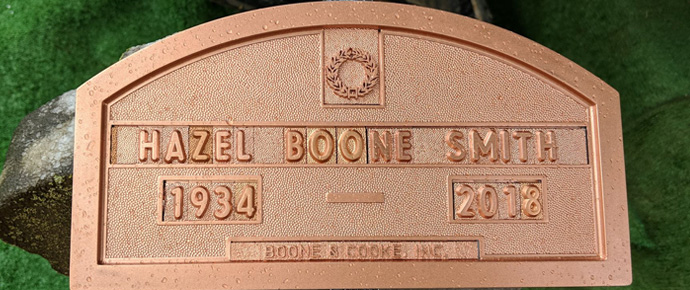 HAZEL BOONE SMITH
1934 — 2018
BOONE & COOKE, INC.